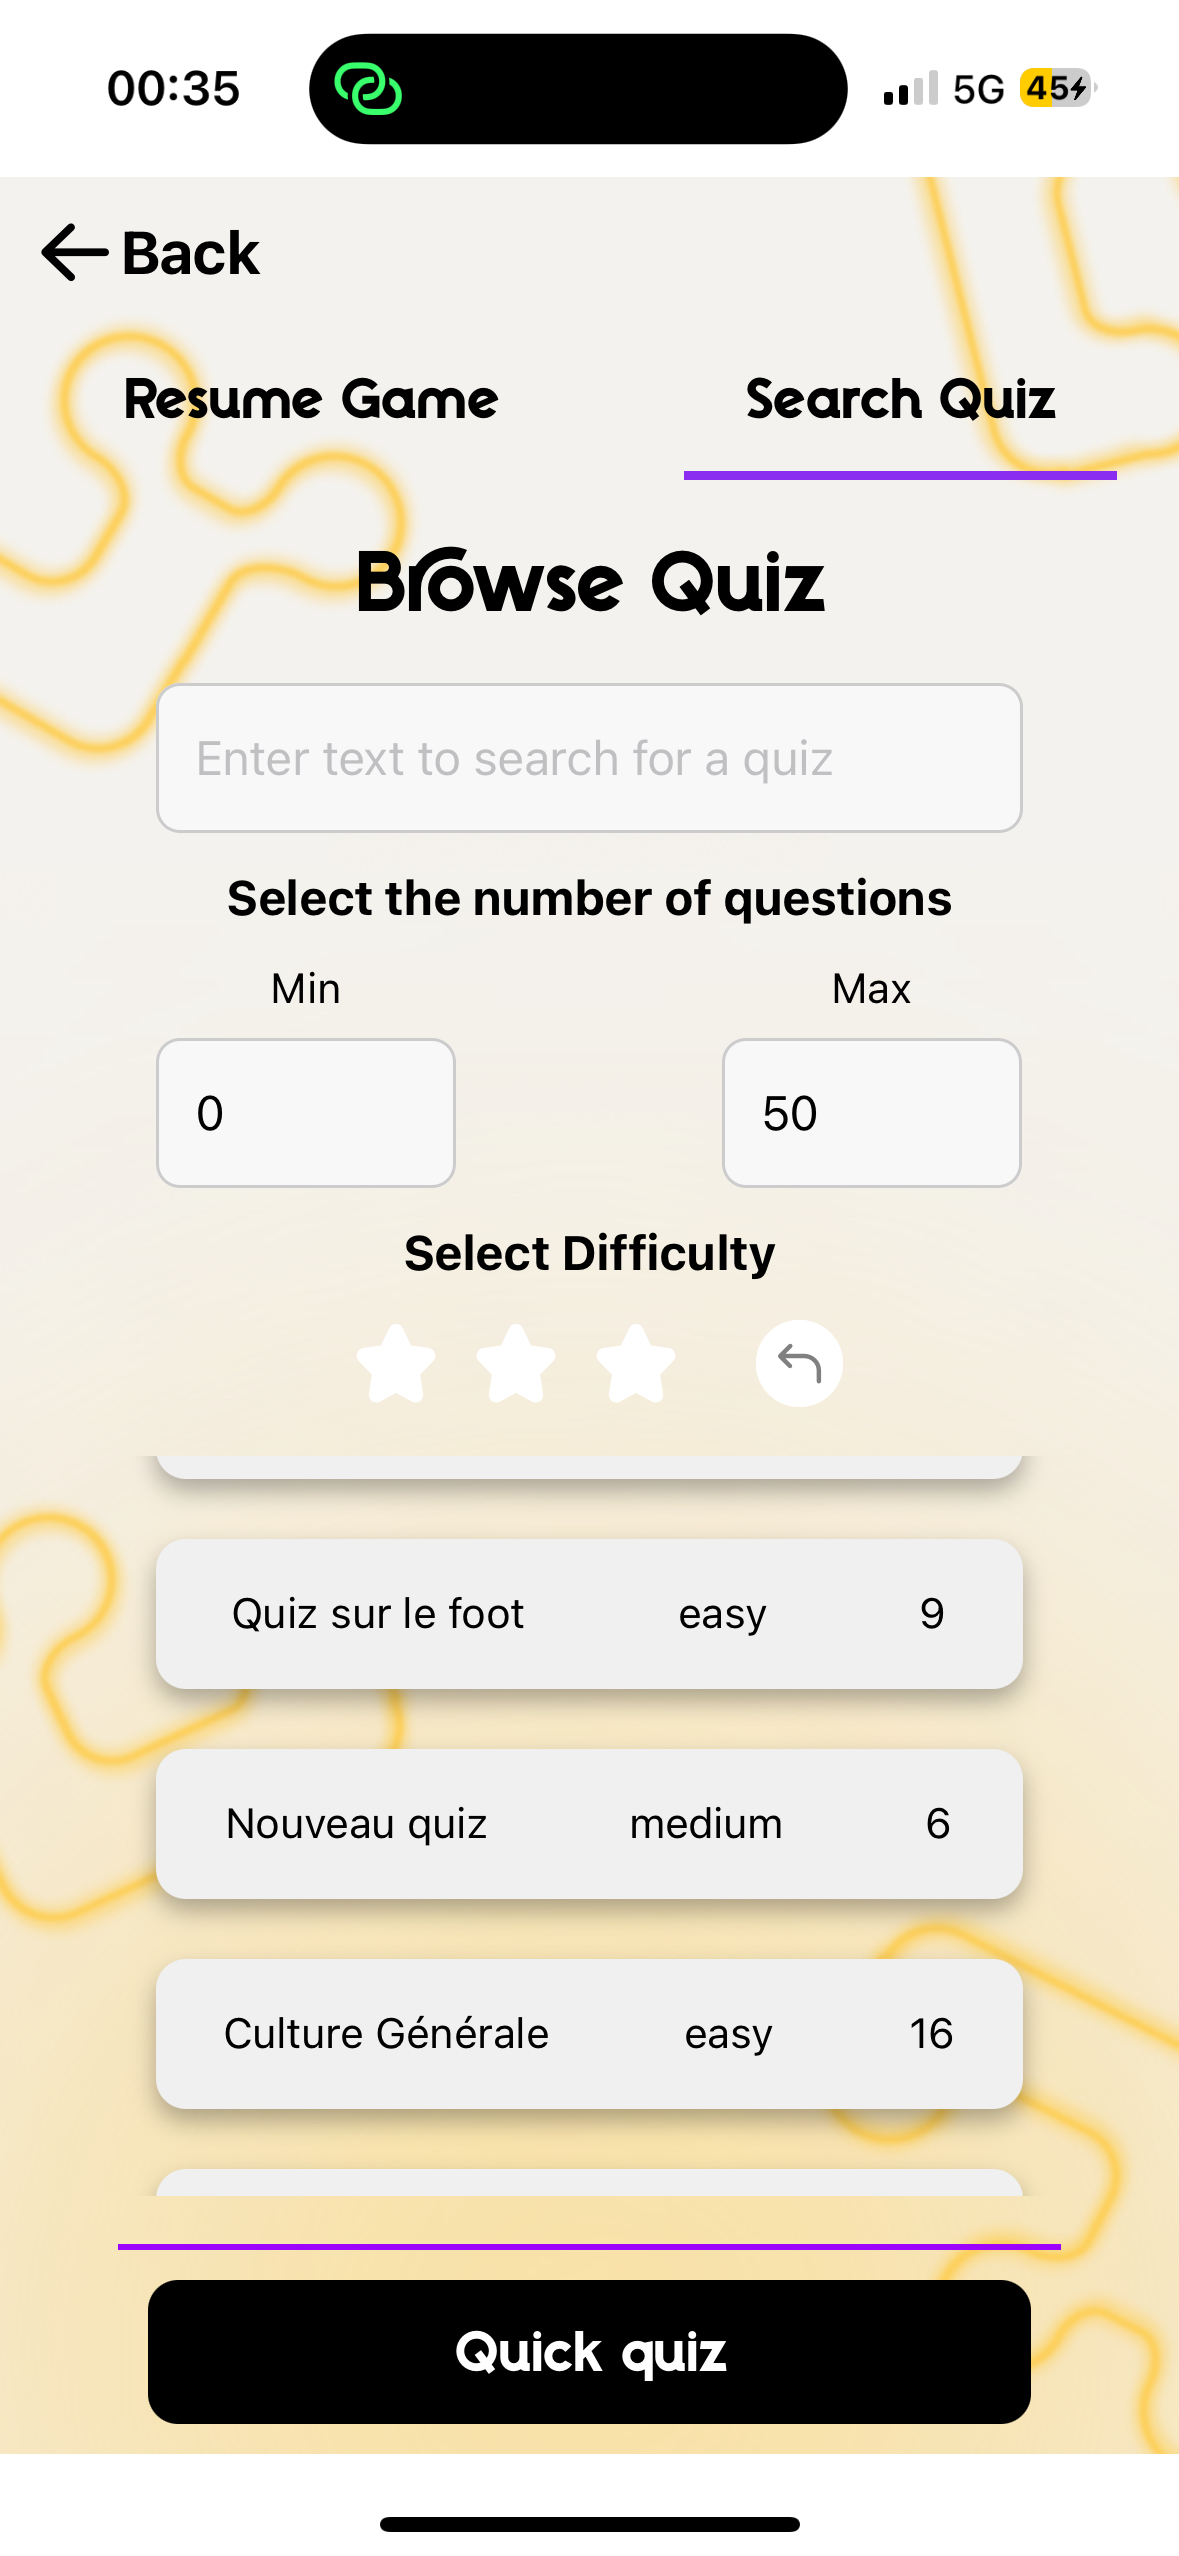 00:35
5G 45
Back
Resume Game Search Quiz
Browse Quiz
Enter text to search for a quiz
Select the number of questions
Min Max
0 50
Select Difficulty
Quiz sur le foot easy 9
Nouveau quiz medium 6
Culture Générale easy 16
Quick quiz